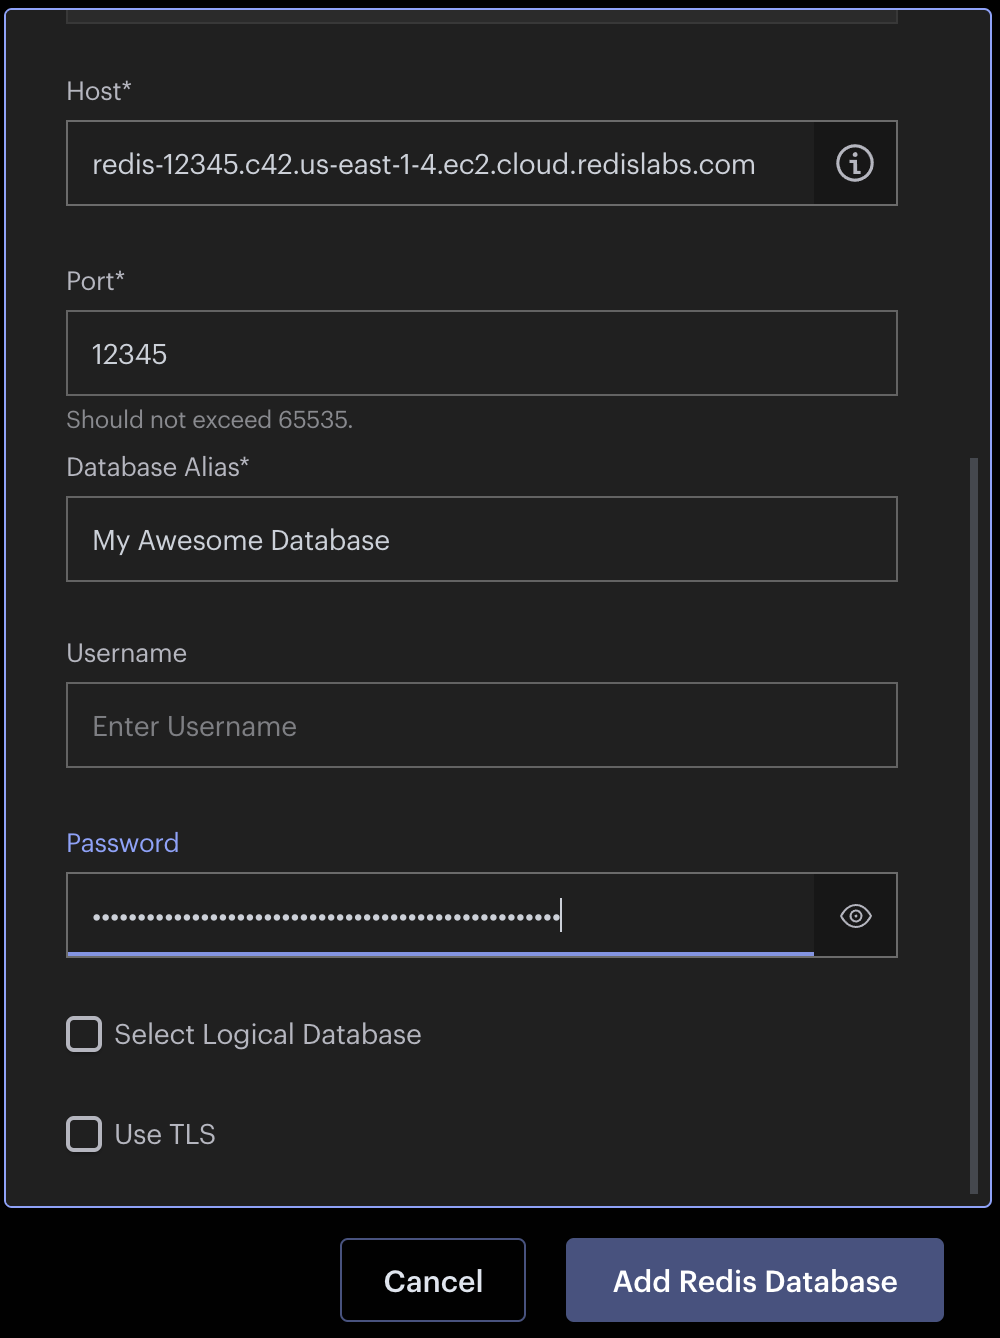 Host*
redis-12345.c42.us-east-1-4.ec2.cloud.redislabs.com
Port*
12345
Should not exceed 65535.
Database Alias*
My Awesome Database
Username
Enter Username
Password
••••••••••••••••••••••••••••••••••••••••••••••••••••
Select Logical Database
Use TLS
Cancel
Add Redis Database